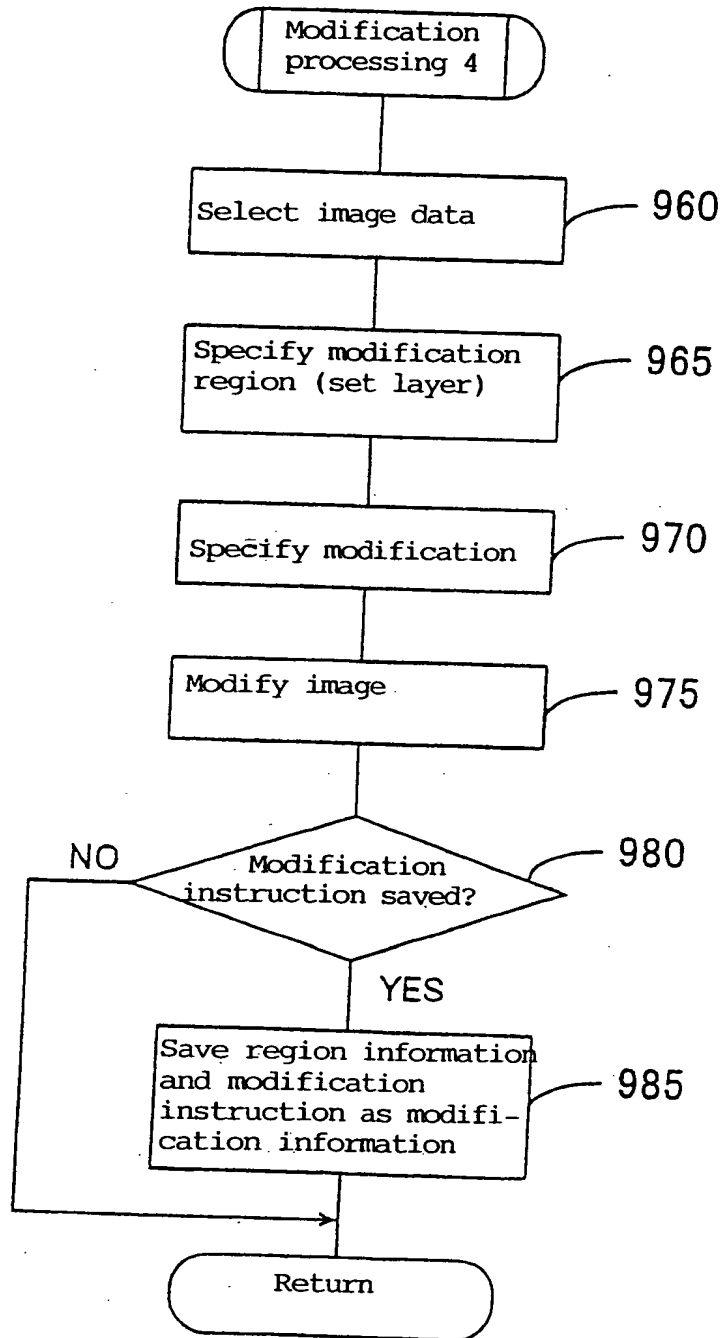 Modification
processing 4
Select image data
960
Specify modification
region (set layer)
965
Specify modification
970
Modify image
975
NO
Modification
instruction saved?
980
YES
Save region information
and modification
instruction as modifi-
cation information
985
Return